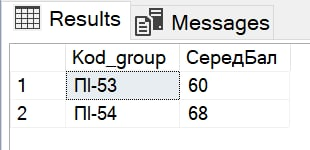 Results Messages
Kod_group СередБал
1 ПІ-53 60
2 ПІ-54 68